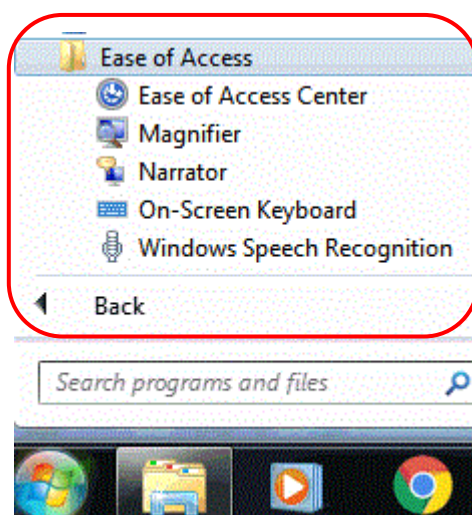 Ease of Access
Ease of Access Center
Magnifier
Narrator
On-Screen Keyboard
Windows Speech Recognition
Back
Search programs and files